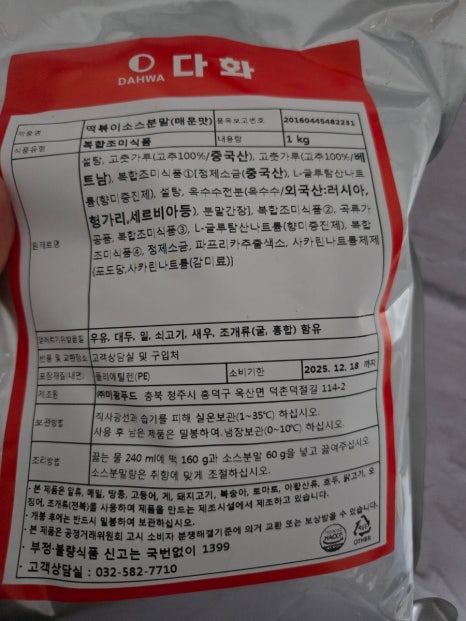 다화
DAHWA
제품명 떡볶이소스분말(매운맛) 품목보고번호 20160445482231
식품유형 복합조미식품 내용량 1 kg
원재료명
설탕, 고춧가루(고추100%/중국산), 고춧가루(고추100%/베
트남), 복합조미식품①{정제소금(중국산), L-글루탐산나트
륨(향미증진제), 설탕, 옥수수전분(옥수수/외국산:러시아,
헝가리,세르비아등), 분말간장}, 복합조미식품②, 곡류가
공품, 복합조미식품③, L-글루탐산나트륨(향미증진제), 복합
조미식품④, 정제소금, 파프리카추출색소, 사카린나트륨제제
{포도당,사카린나트륨(감미료)}
알레르기유발물질 우유, 대두, 밀, 쇠고기, 새우, 조개류(굴, 홍합) 함유
반품 및 교환장소 고객상담실 및 구입처
포장재질(내면) 폴리에틸렌(PE) 소비기한 2025. 12. 18 까지
제조원 ㈜미광푸드 충북 청주시 흥덕구 옥산면 덕촌덕절길 114-2
보관방법 직사광선과 습기를 피해 실온보관(1~35℃) 하십시오.
사용 후 남은 제품은 밀봉하여, 냉장보관(0~10℃) 하십시오.
조리방법 끓는 물 240 ml에 떡 160 g과 소스분말 60 g을 넣고 끓여주십시오
소스분말량은 취향에 맞게 조절하십시오.
· 본 제품은 알류, 메밀, 땅콩, 고등어, 게, 돼지고기, 복숭아, 토마토, 아황산류, 호두, 닭고기, 오
징어, 조개류(전복)를 사용하여 제품을 만드는 제조시설에서 제조하고 있습니다.
· 개봉 후에는 반드시 밀봉하여 보관하십시오.
· 본 제품은 공정거래위원회 고시 소비자 분쟁해결기준에 의거 교환 또는 보상받을 수 있습니다.
· 부정·불량식품 신고는 국번없이 1399
· 고객상담실 : 032-582-7710
HACCP
OTHER